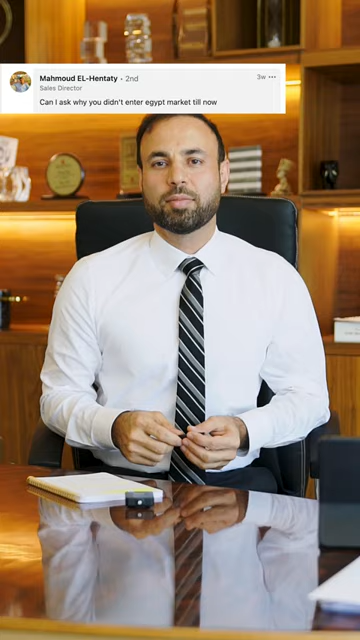 Mahmoud EL-Hentaty • 2nd
3w •••
Sales Director
Can I ask why you didn't enter egypt market till now